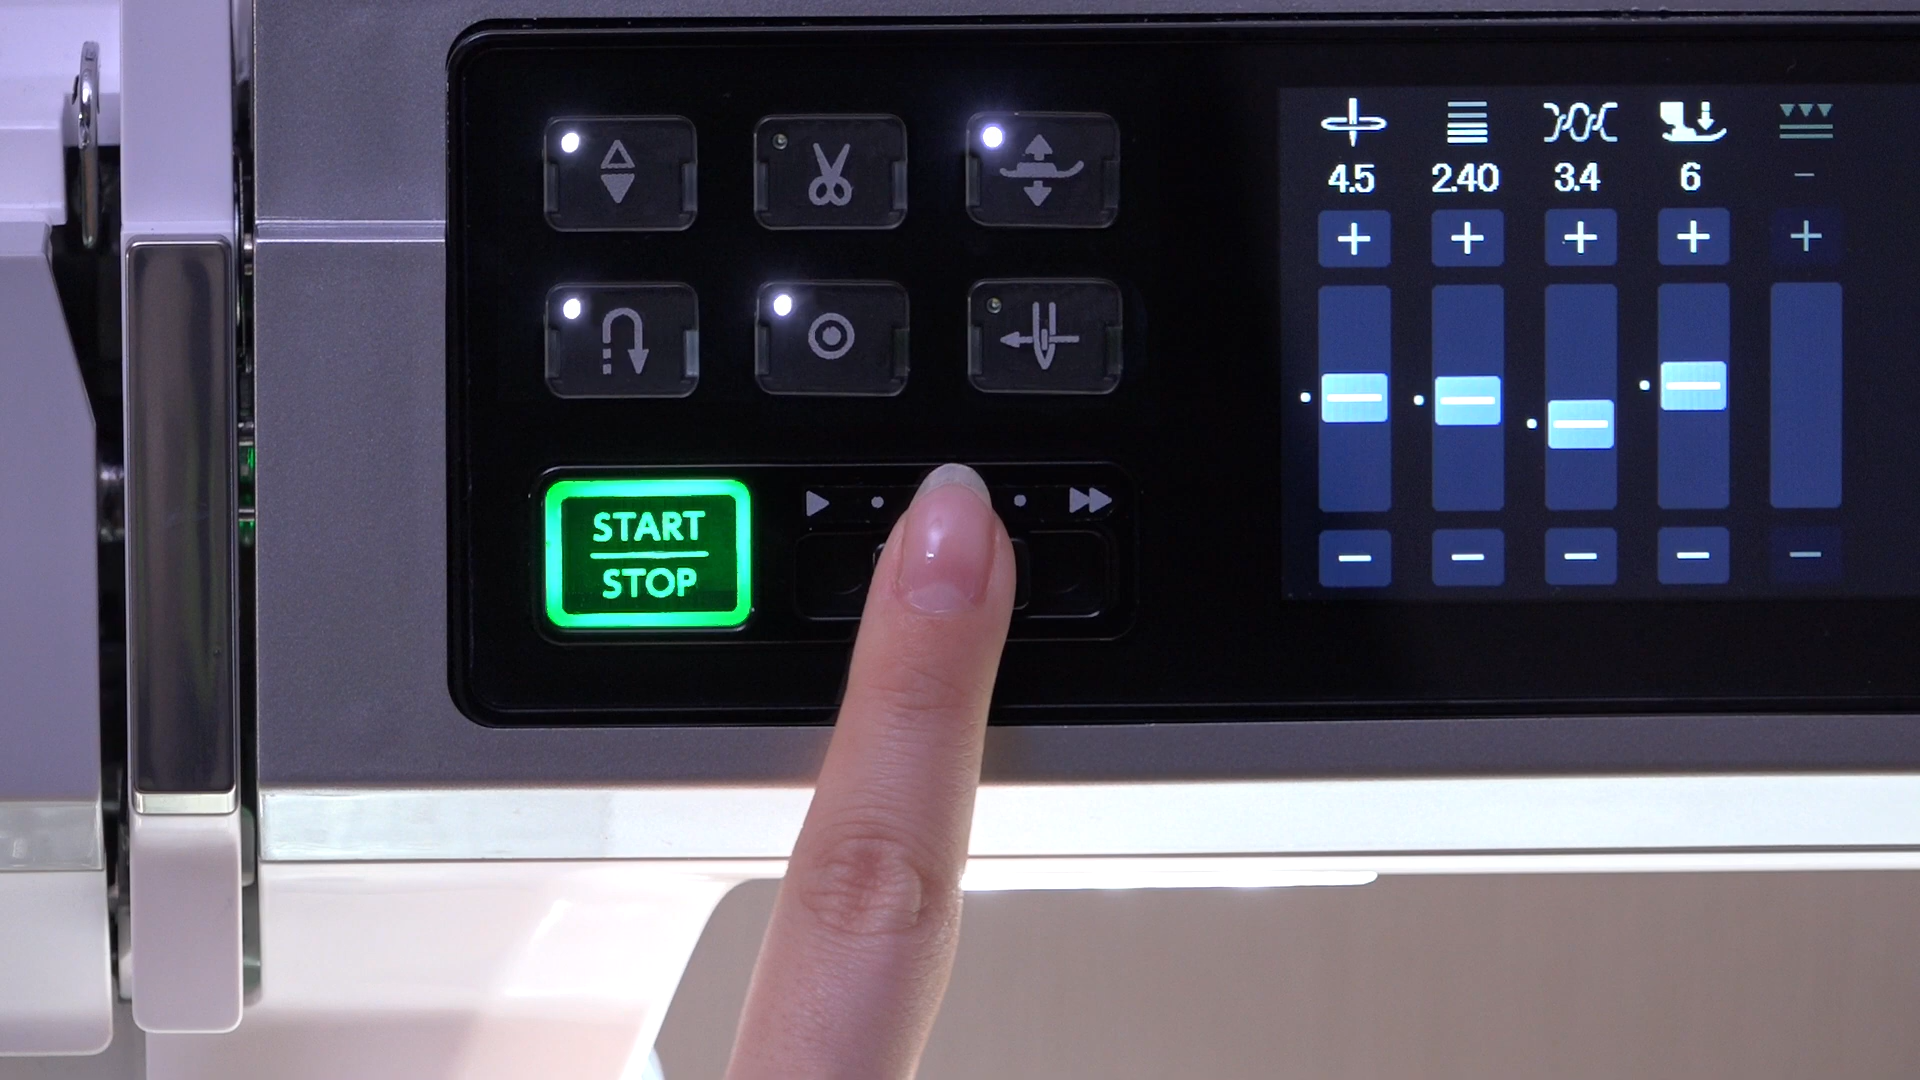 4.5 2.40 3.4 6 –
+ + + + +
START
STOP
− − − − −